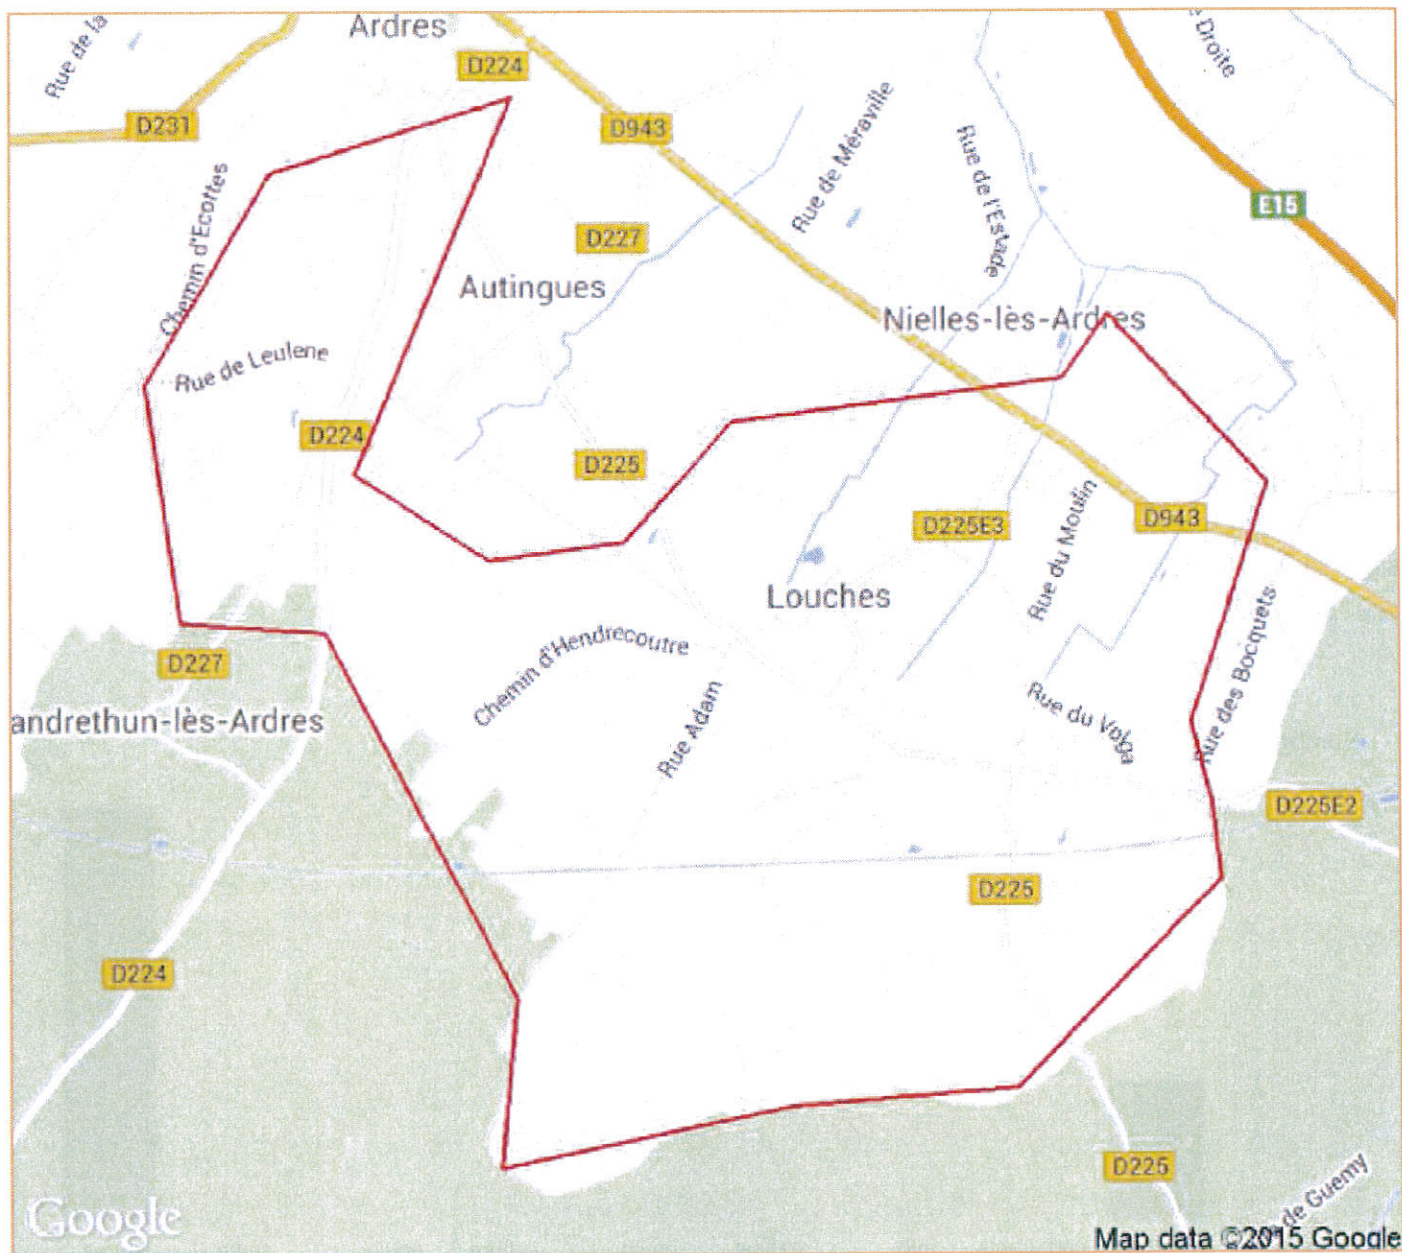 Ardres
Rue de la
D224
e Droite
D231
D943
Rue de Méraville
Rue de l'Estade
E15
Chemin d'Ecottes
D227
Autingues
Nielles-lès-Ardres
Rue de Leulene
D224
D225
D943
D225E3
Rue du Moulin
Louches
Rue des Bocquets
Chemin d'Hendrecoutre
D227
andrethun-lès-Ardres
Rue Adam
Rue du Volga
D225E2
D225
D224
D225
de Guemy
Google
Map data ©2015 Google